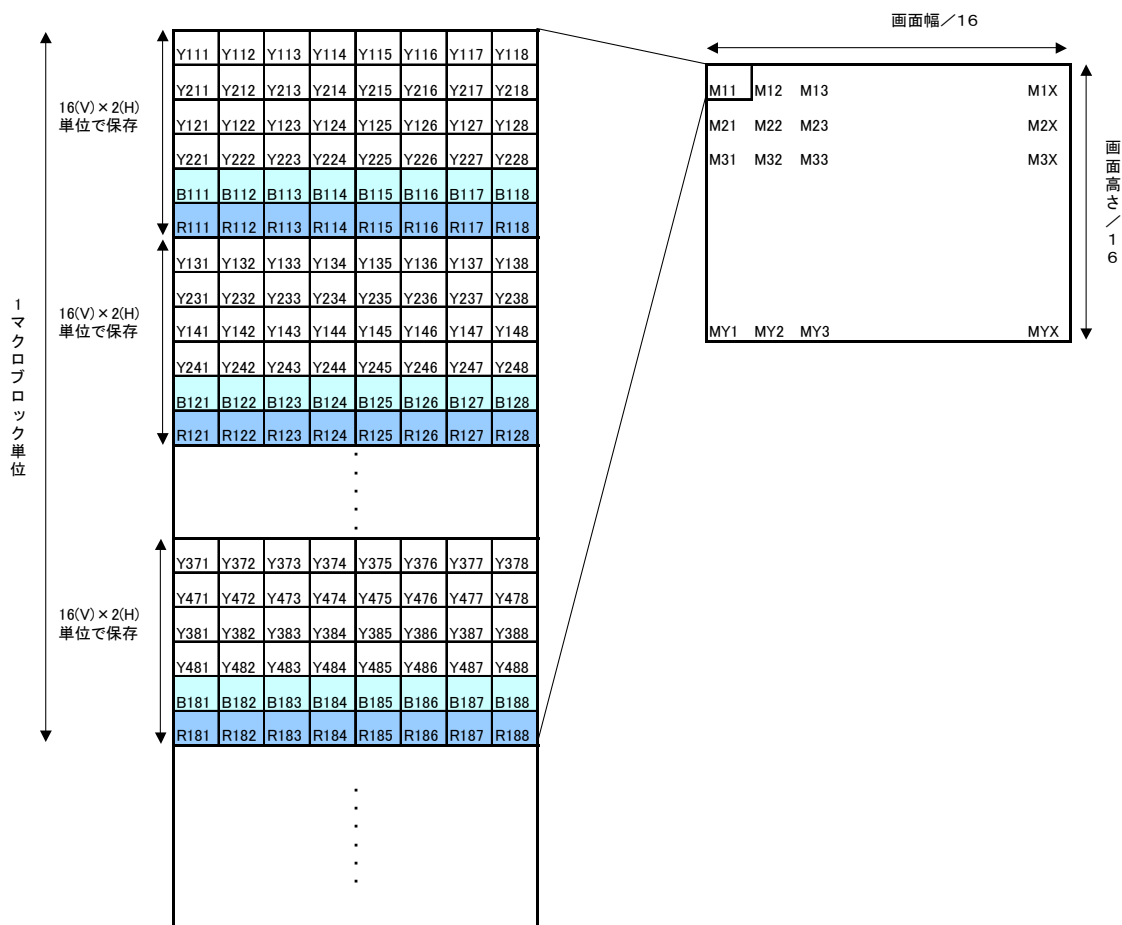 画面幅／16
画面高さ／16
M11 M12 M13 M1X
M21 M22 M23 M2X
M31 M32 M33 M3X
MY1 MY2 MY3 MYX
1マクロブロック単位
16(V)×2(H)
単位で保存
Y111 Y112 Y113 Y114 Y115 Y116 Y117 Y118
Y211 Y212 Y213 Y214 Y215 Y216 Y217 Y218
Y121 Y122 Y123 Y124 Y125 Y126 Y127 Y128
Y221 Y222 Y223 Y224 Y225 Y226 Y227 Y228
B111 B112 B113 B114 B115 B116 B117 B118
R111 R112 R113 R114 R115 R116 R117 R118
16(V)×2(H)
単位で保存
Y131 Y132 Y133 Y134 Y135 Y136 Y137 Y138
Y231 Y232 Y233 Y234 Y235 Y236 Y237 Y238
Y141 Y142 Y143 Y144 Y145 Y146 Y147 Y148
Y241 Y242 Y243 Y244 Y245 Y246 Y247 Y248
B121 B122 B123 B124 B125 B126 B127 B128
R121 R122 R123 R124 R125 R126 R127 R128
16(V)×2(H)
単位で保存
Y371 Y372 Y373 Y374 Y375 Y376 Y377 Y378
Y471 Y472 Y473 Y474 Y475 Y476 Y477 Y478
Y381 Y382 Y383 Y384 Y385 Y386 Y387 Y388
Y481 Y482 Y483 Y484 Y485 Y486 Y487 Y488
B181 B182 B183 B184 B185 B186 B187 B188
R181 R182 R183 R184 R185 R186 R187 R188